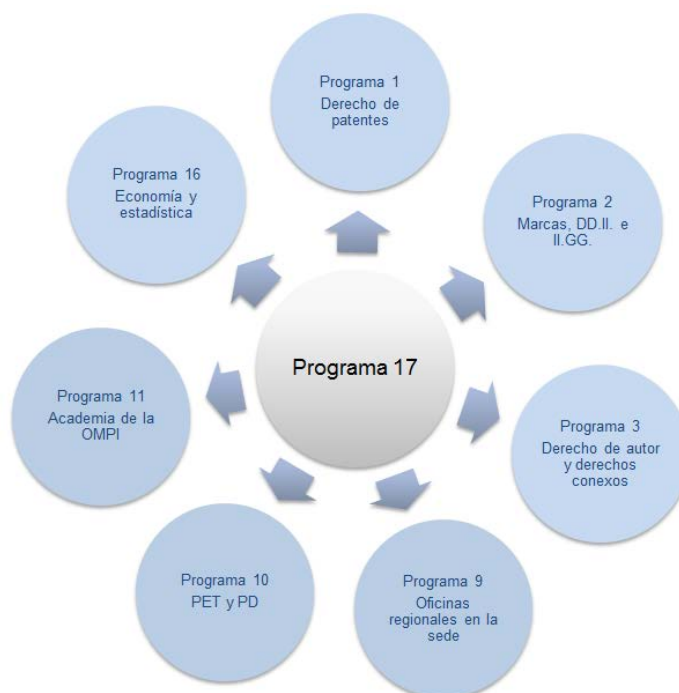 Programa 1
Derecho de
patentes
Programa 2
Marcas, DD.II. e
II.GG.
Programa 3
Derecho de autor
y derechos
conexos
Programa 9
Oficinas
regionales en la
sede
Programa 10
PET y PD
Programa 11
Academia de la
OMPI
Programa 16
Economía y
estadística
Programa 17